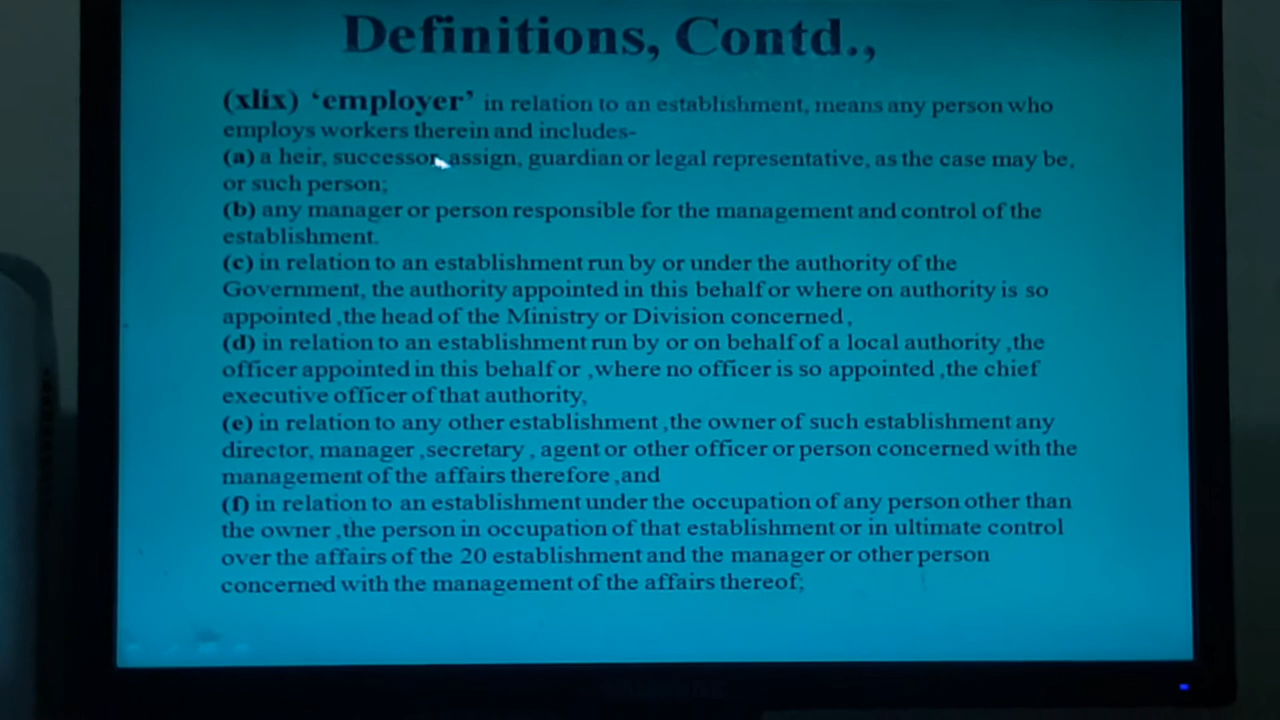 Definitions, Contd.,
(xlix) ‘employer’ in relation to an establishment, means any person who
employs workers therein and includes-
(a) a heir, successor, assign, guardian or legal representative, as the case may be,
or such person;
(b) any manager or person responsible for the management and control of the
establishment.
(c) in relation to an establishment run by or under the authority of the
Government, the authority appointed in this behalf or where on authority is so
appointed ,the head of the Ministry or Division concerned,
(d) in relation to an establishment run by or on behalf of a local authority ,the
officer appointed in this behalf or ,where no officer is so appointed ,the chief
executive officer of that authority,
(e) in relation to any other establishment ,the owner of such establishment any
director, manager ,secretary , agent or other officer or person concerned with the
management of the affairs therefore ,and
(f) in relation to an establishment under the occupation of any person other than
the owner ,the person in occupation of that establishment or in ultimate control
over the affairs of the 20 establishment and the manager or other person
concerned with the management of the affairs thereof;